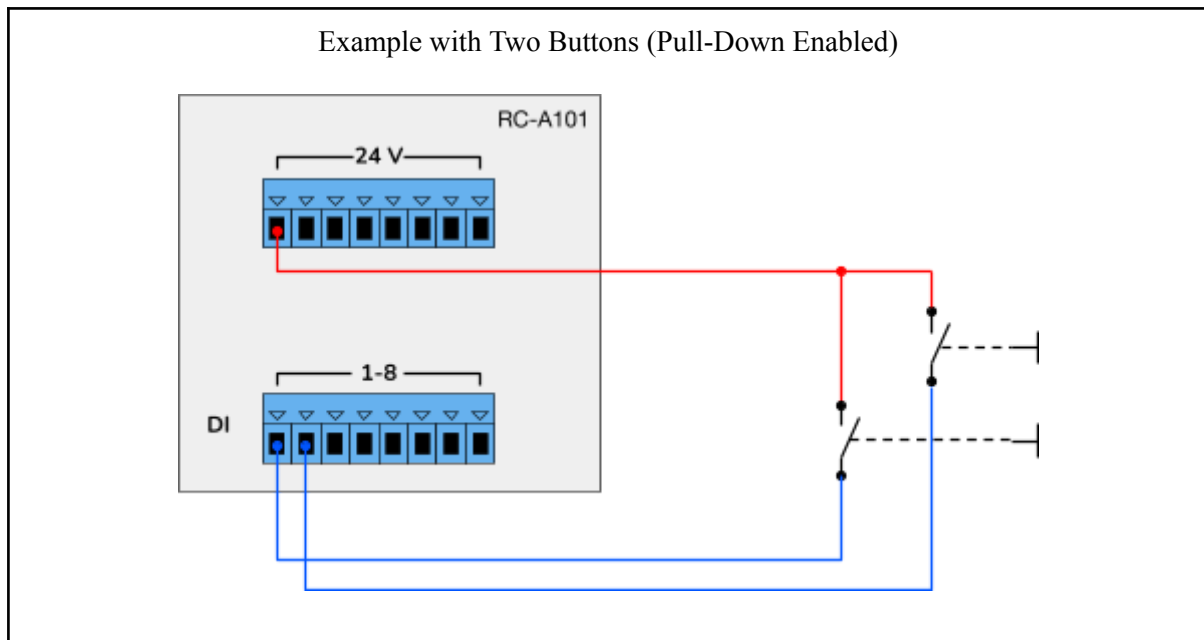 Example with Two Buttons (Pull-Down Enabled)
RC-A101
24 V
1-8
DI